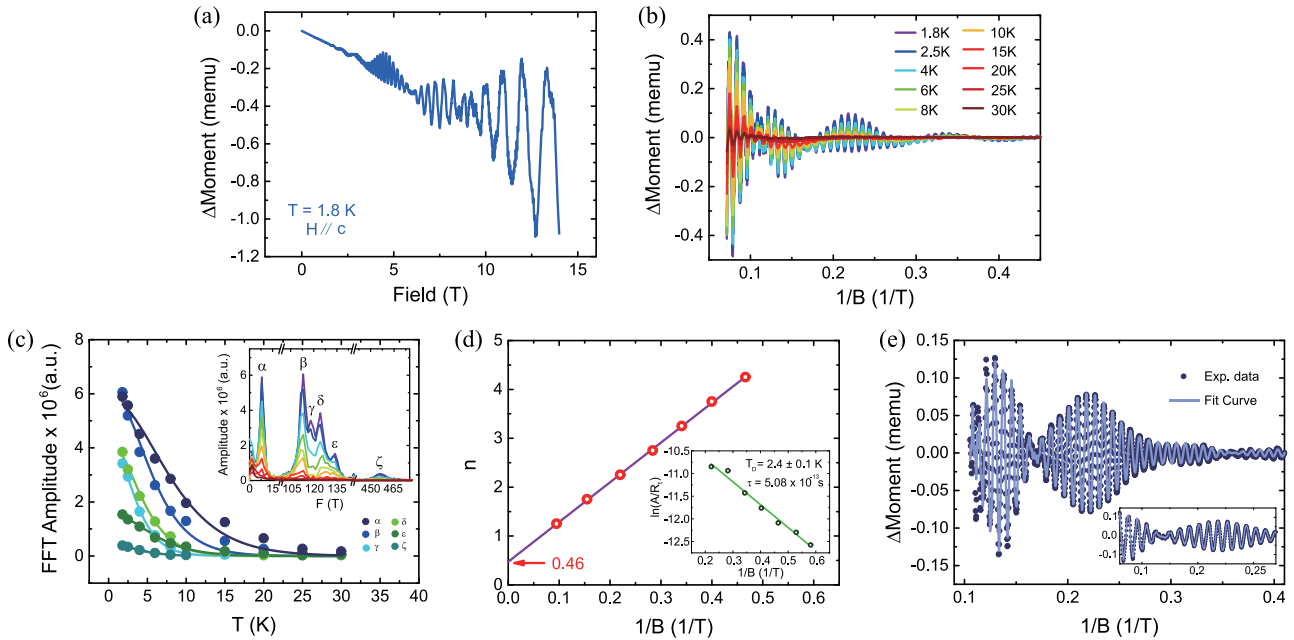 (a)
0.0
-0.2
-0.4
-0.6
-0.8
-1.0
-1.2
ΔMoment (memu)
T = 1.8 K
H // c
0
5
10
15
Field (T)
(b)
0.4
0.2
0.0
-0.2
-0.4
ΔMoment (memu)
1.8K
2.5K
4K
6K
8K
10K
15K
20K
25K
30K
0.1
0.2
0.3
0.4
1/B (1/T)
(c)
8
6
4
2
0
FFT Amplitude x 10⁶ (a.u.)
0
5
10
15
20
25
30
35
40
T (K)
Amplitude x 10⁶ (a.u.)
6
4
2
0
α
β
γ
δ
ε
ζ
0
15
105
120
135
450
465
F (T)
α
β
γ
δ
ε
ζ
(d)
5
4
3
2
1
0
n
0.46
0.0
0.2
0.4
0.6
1/B (1/T)
-10.5
-11.0
-11.5
-12.0
-12.5
ln(A/Rₜ)
T_D = 2.4 ± 0.1 K
τ = 5.08 x 10⁻¹³s
0.2
0.3
0.4
0.5
0.6
1/B (1/T)
(e)
0.15
0.10
0.05
0.00
-0.05
-0.10
-0.15
ΔMoment (memu)
Exp. data
Fit Curve
0.1
0.0
-0.1
0.1
0.2
0.25
0.1
0.2
0.3
0.4
1/B (1/T)